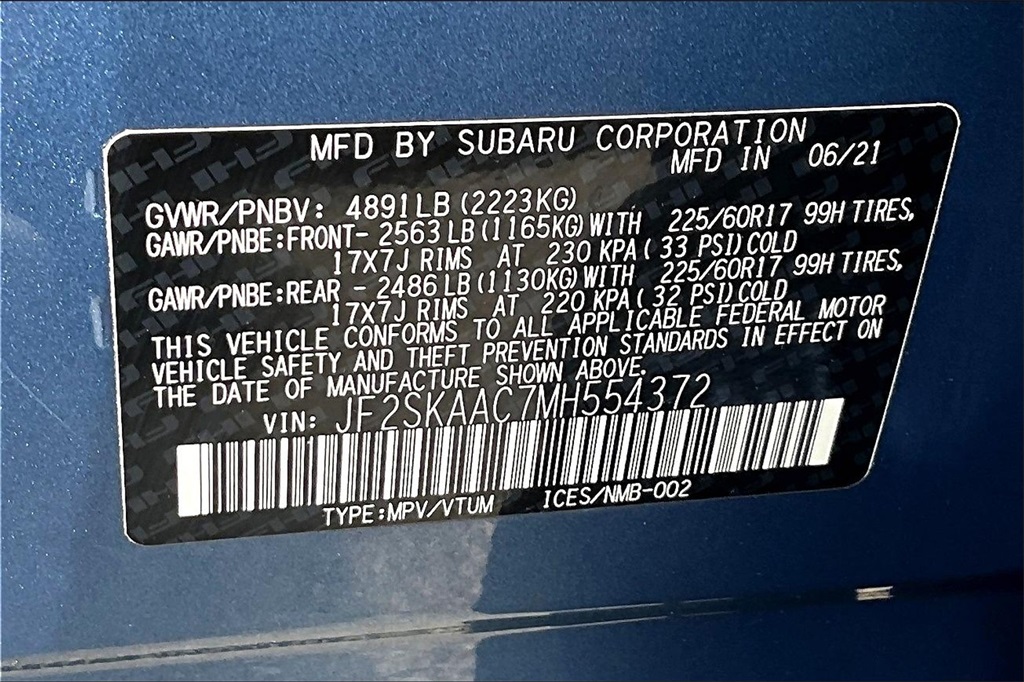 MFD BY SUBARU CORPORATION
MFD IN 06/21
GVWR/PNBV: 4891LB (2223KG)
GAWR/PNBE:FRONT- 2563LB(1165KG)WITH 225/60R17 99H TIRES,
17X7J RIMS AT 230 KPA(33 PSI)COLD
GAWR/PNBE:REAR - 2486LB(1130KG)WITH 225/60R17 99H TIRES,
17X7J RIMS AT 220 KPA(32 PSI)COLD
THIS VEHICLE CONFORMS TO ALL APPLICABLE FEDERAL MOTOR
VEHICLE SAFETY AND THEFT PREVENTION STANDARDS IN EFFECT ON
THE DATE OF MANUFACTURE SHOWN ABOVE.
VIN: JF2SKAAC7MH554372
TYPE:MPV/VTUM ICES/NMB-002